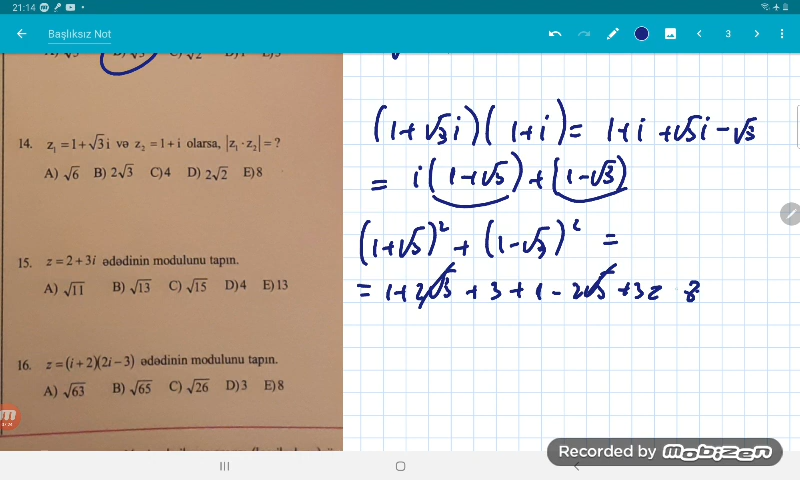 21:14
Başlıksız Not
3
14. z₁ = 1+√3i və z₂ = 1+i olarsa, |z₁ · z₂| = ?
A) √6 B) 2√3 C)4 D) 2√2 E)8
15. z = 2+3i ədədinin modulunu tapın.
A) √11 B) √13 C) √15 D)4 E)13
16. z = (i+2)(2i−3) ədədinin modulunu tapın.
A) √63 B) √65 C) √26 D)3 E)8
(1+√3i)(1+i) = 1+i+√3i−√3
= i(1+√3)+(1−√3)
(1+√3)² + (1−√3)² =
= 1+2√3+3+1−2√3+3= 8
Recorded by mobizen